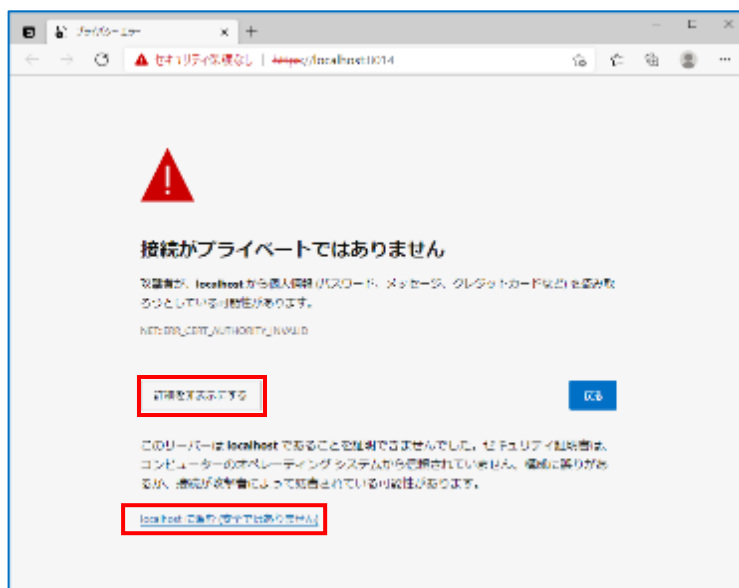 プライバシー エラー
セキュリティ保護なし | https://localhost:8014
接続がプライベートではありません
攻撃者が、localhost から個人情報 (パスワード、メッセージ、クレジットカードなど) を盗み取
ろうとしている可能性があります。
NET::ERR_CERT_AUTHORITY_INVALID
詳細を非表示にする
戻る
このサーバーは localhost であることを証明できませんでした。セキュリティ証明書は、
コンピューターのオペレーティング システムから信頼されていません。構成に誤りがあ
るか、接続が攻撃者によって妨害されている可能性があります。
localhost に進む (安全ではありません)